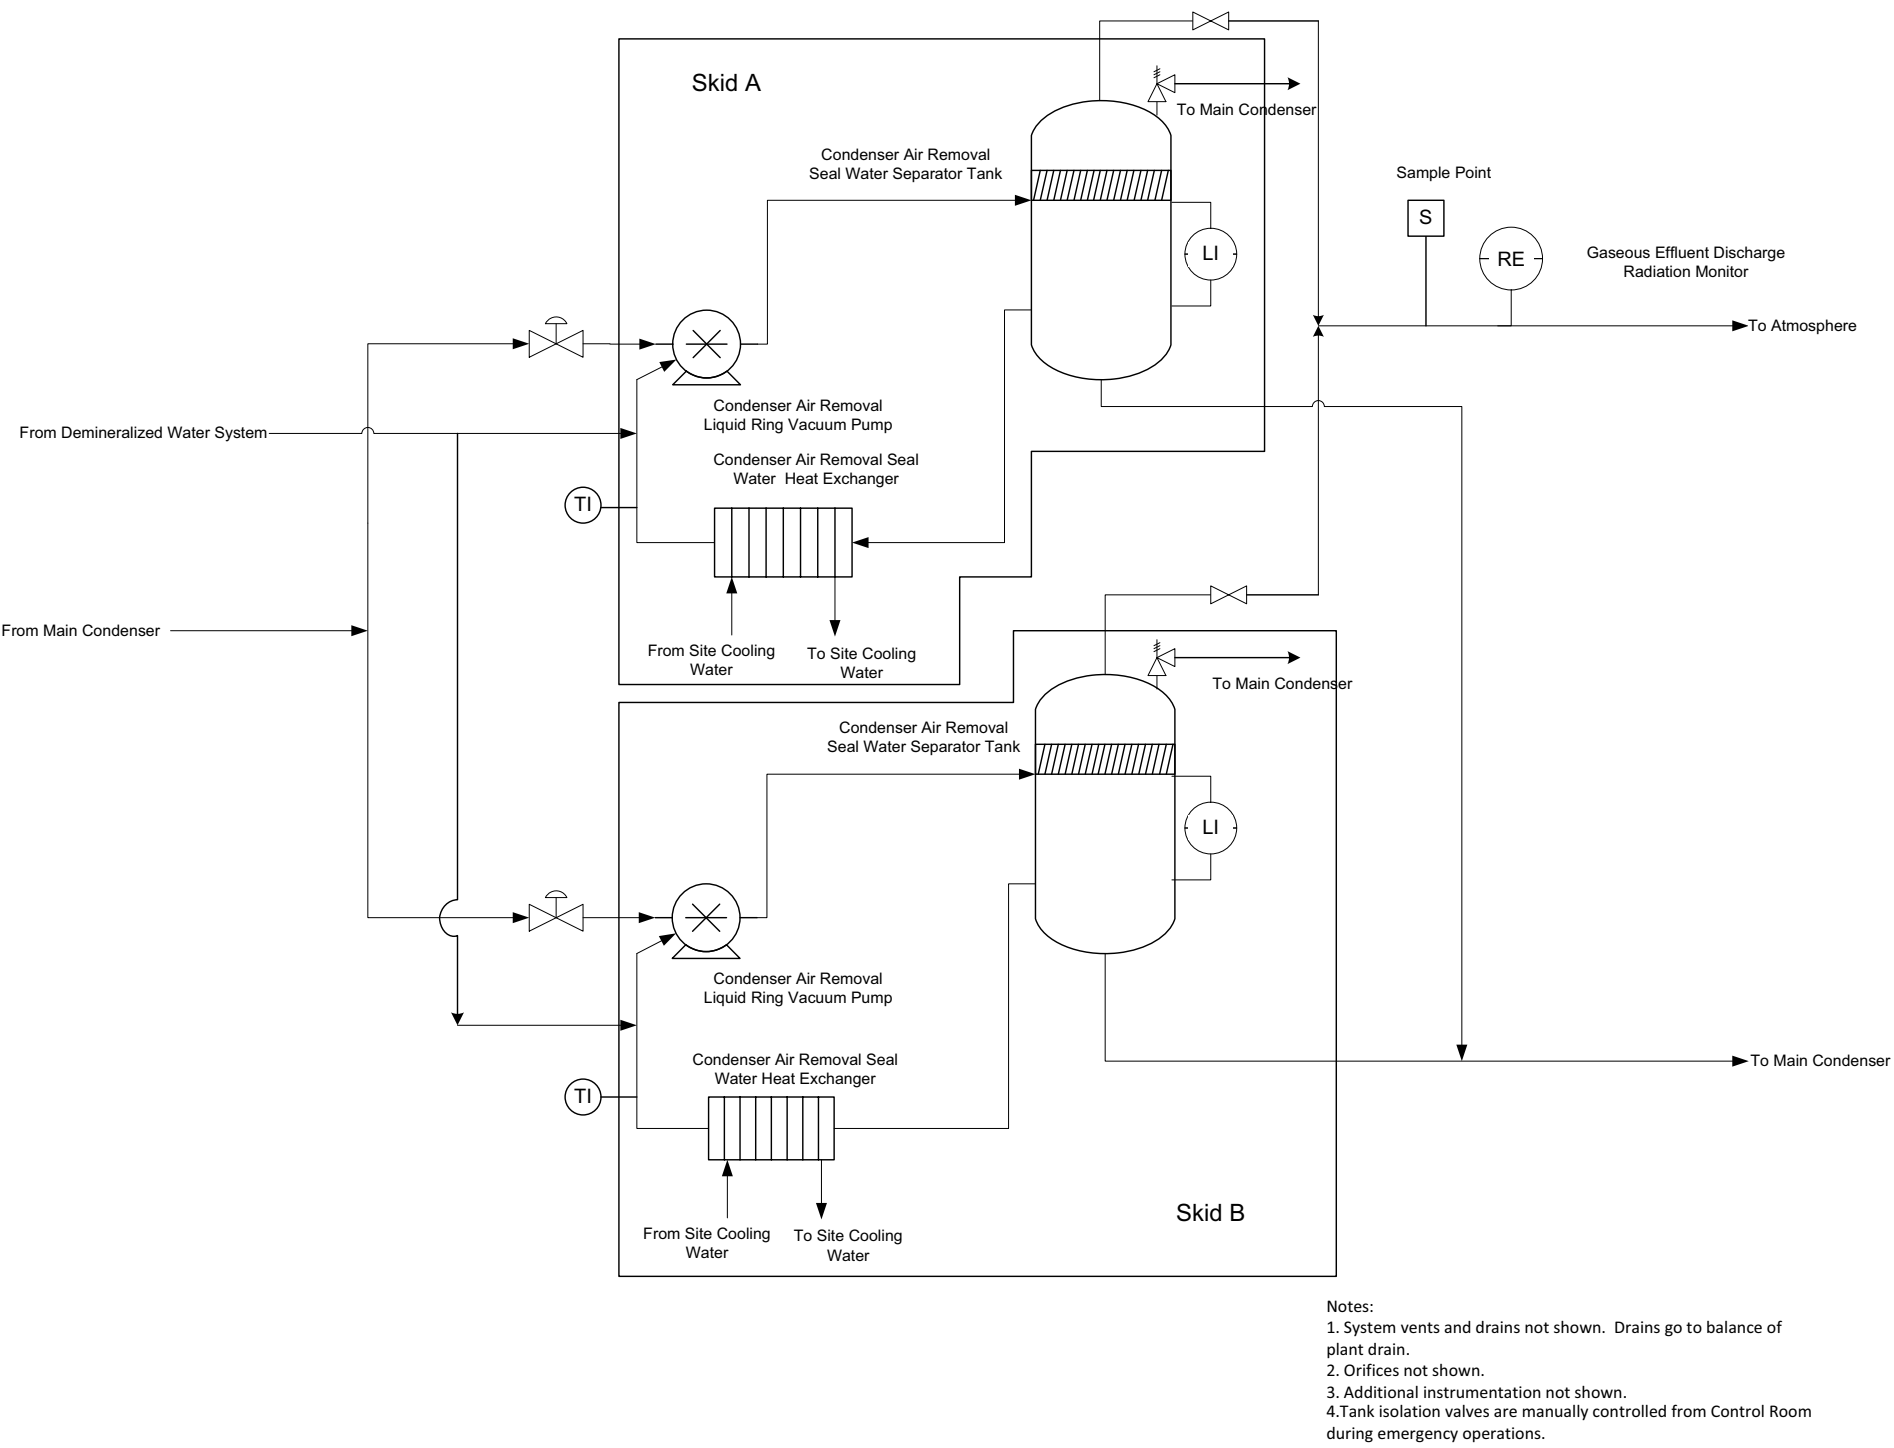 Skid A
To Main Condenser
Condenser Air Removal
Seal Water Separator Tank
Sample Point
S
LI
RE
Gaseous Effluent Discharge
Radiation Monitor
To Atmosphere
Condenser Air Removal
Liquid Ring Vacuum Pump
From Demineralized Water System
Condenser Air Removal Seal
Water  Heat Exchanger
TI
From Main Condenser
From Site Cooling
Water
To Site Cooling
Water
To Main Condenser
Condenser Air Removal
Seal Water Separator Tank
LI
Condenser Air Removal
Liquid Ring Vacuum Pump
Condenser Air Removal Seal
Water Heat Exchanger
TI
To Main Condenser
From Site Cooling
Water
To Site Cooling
Water
Skid B
Notes:
1. System vents and drains not shown.  Drains go to balance of
plant drain.
2. Orifices not shown.
3. Additional instrumentation not shown.
4.Tank isolation valves are manually controlled from Control Room
during emergency operations.